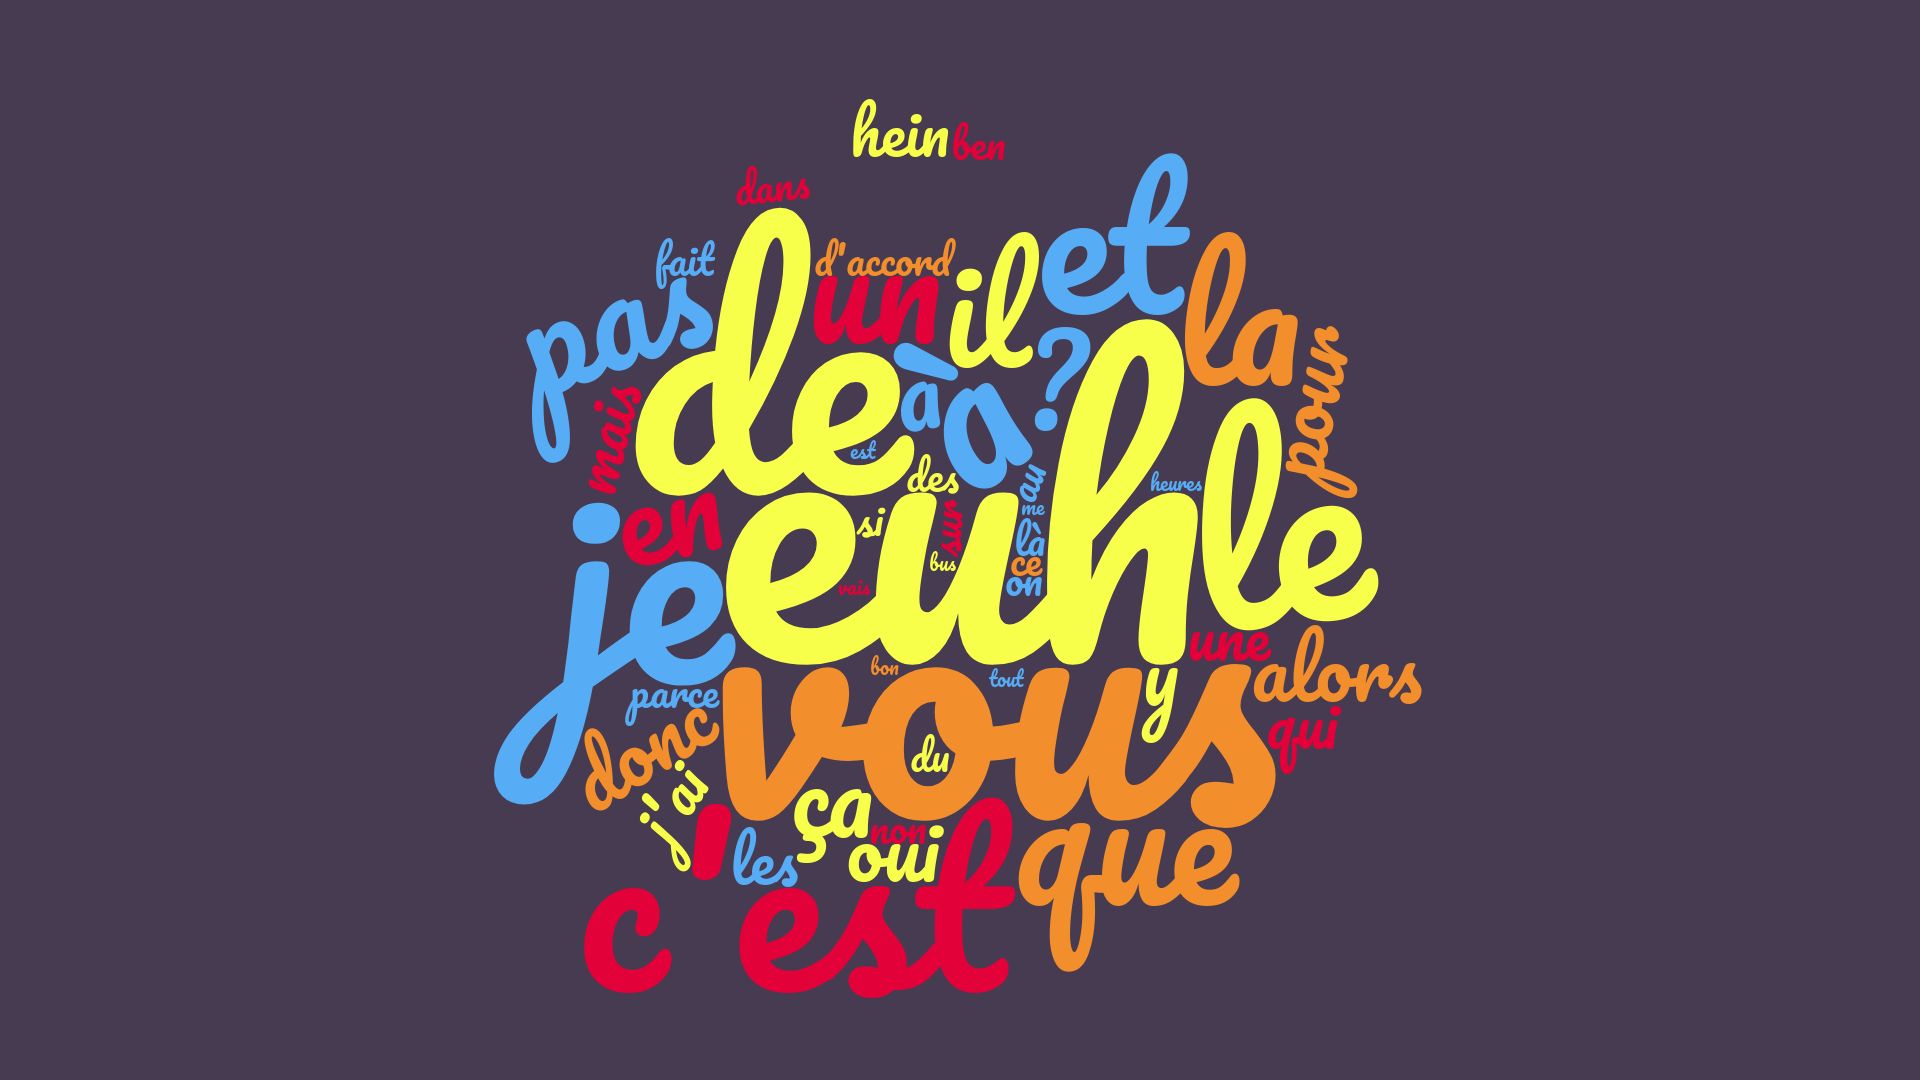 hein
ben
dans
et
fait
d'accord
il
la
pas
de
un
à
a
?
pour
mais
est
des
au
heures
en
si
sur
me
euh
le
je
bus
là
ce
on
vais
une
bon
tout
y
alors
parce
vous
qui
donc
du
j'ai
ça
non
les
oui
que
c'est